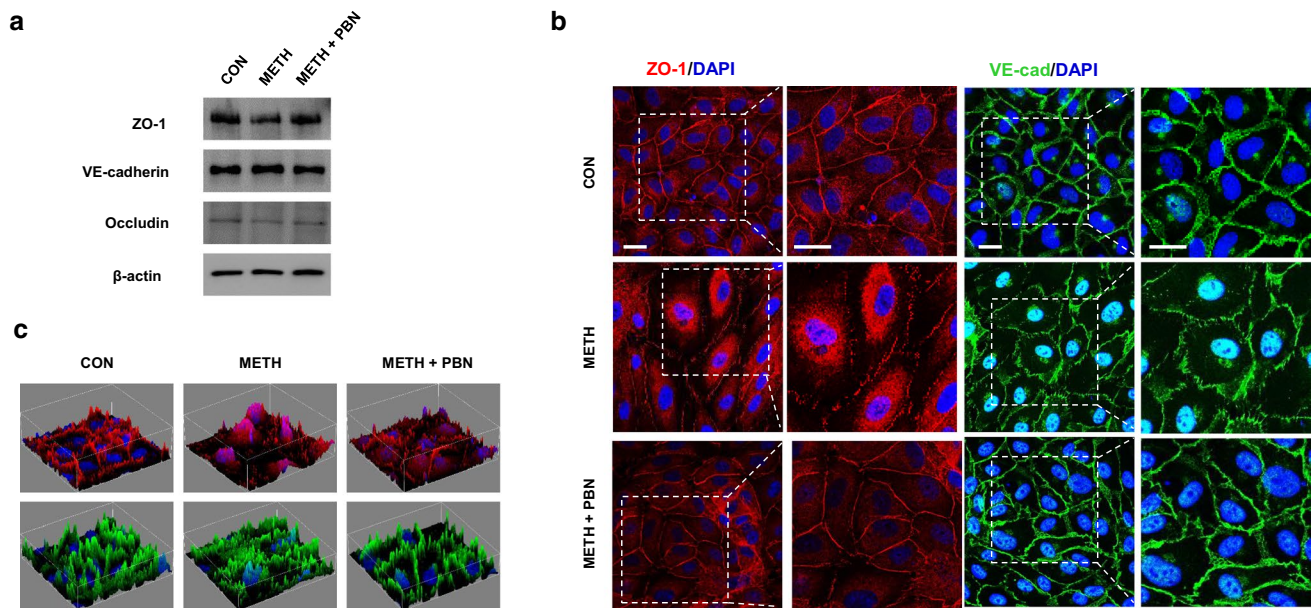 a
CON
METH
METH + PBN
ZO-1
VE-cadherin
Occludin
β-actin
b
ZO-1/DAPI
VE-cad/DAPI
CON
METH
METH + PBN
c
CON
METH
METH + PBN